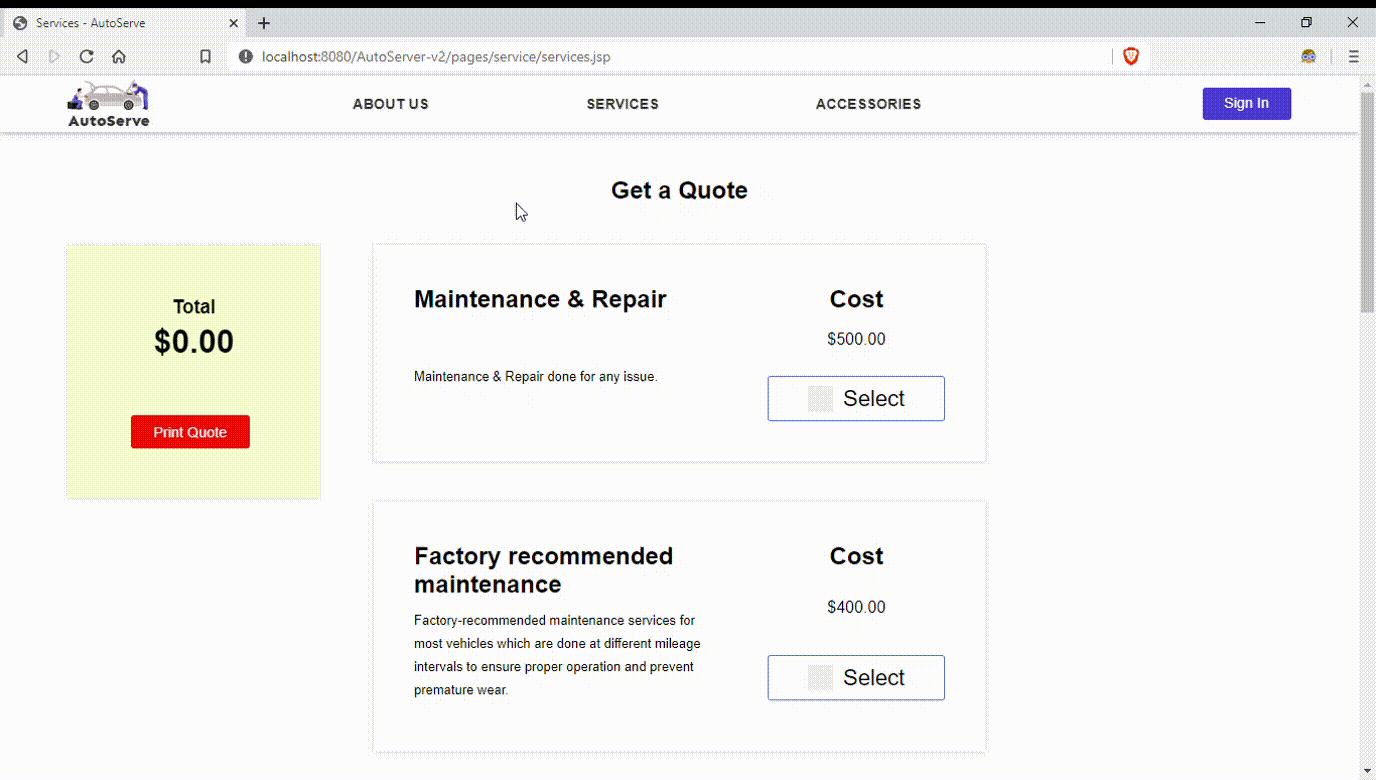 Services - AutoServe
localhost:8080/AutoServer-v2/pages/service/services.jsp
AutoServe
ABOUT US
SERVICES
ACCESSORIES
Sign In
Get a Quote
Total
$0.00
Print Quote
Maintenance & Repair
Cost
$500.00
Maintenance & Repair done for any issue.
Select
Factory recommended
maintenance
Cost
$400.00
Factory-recommended maintenance services for
most vehicles which are done at different mileage
intervals to ensure proper operation and prevent
premature wear.
Select